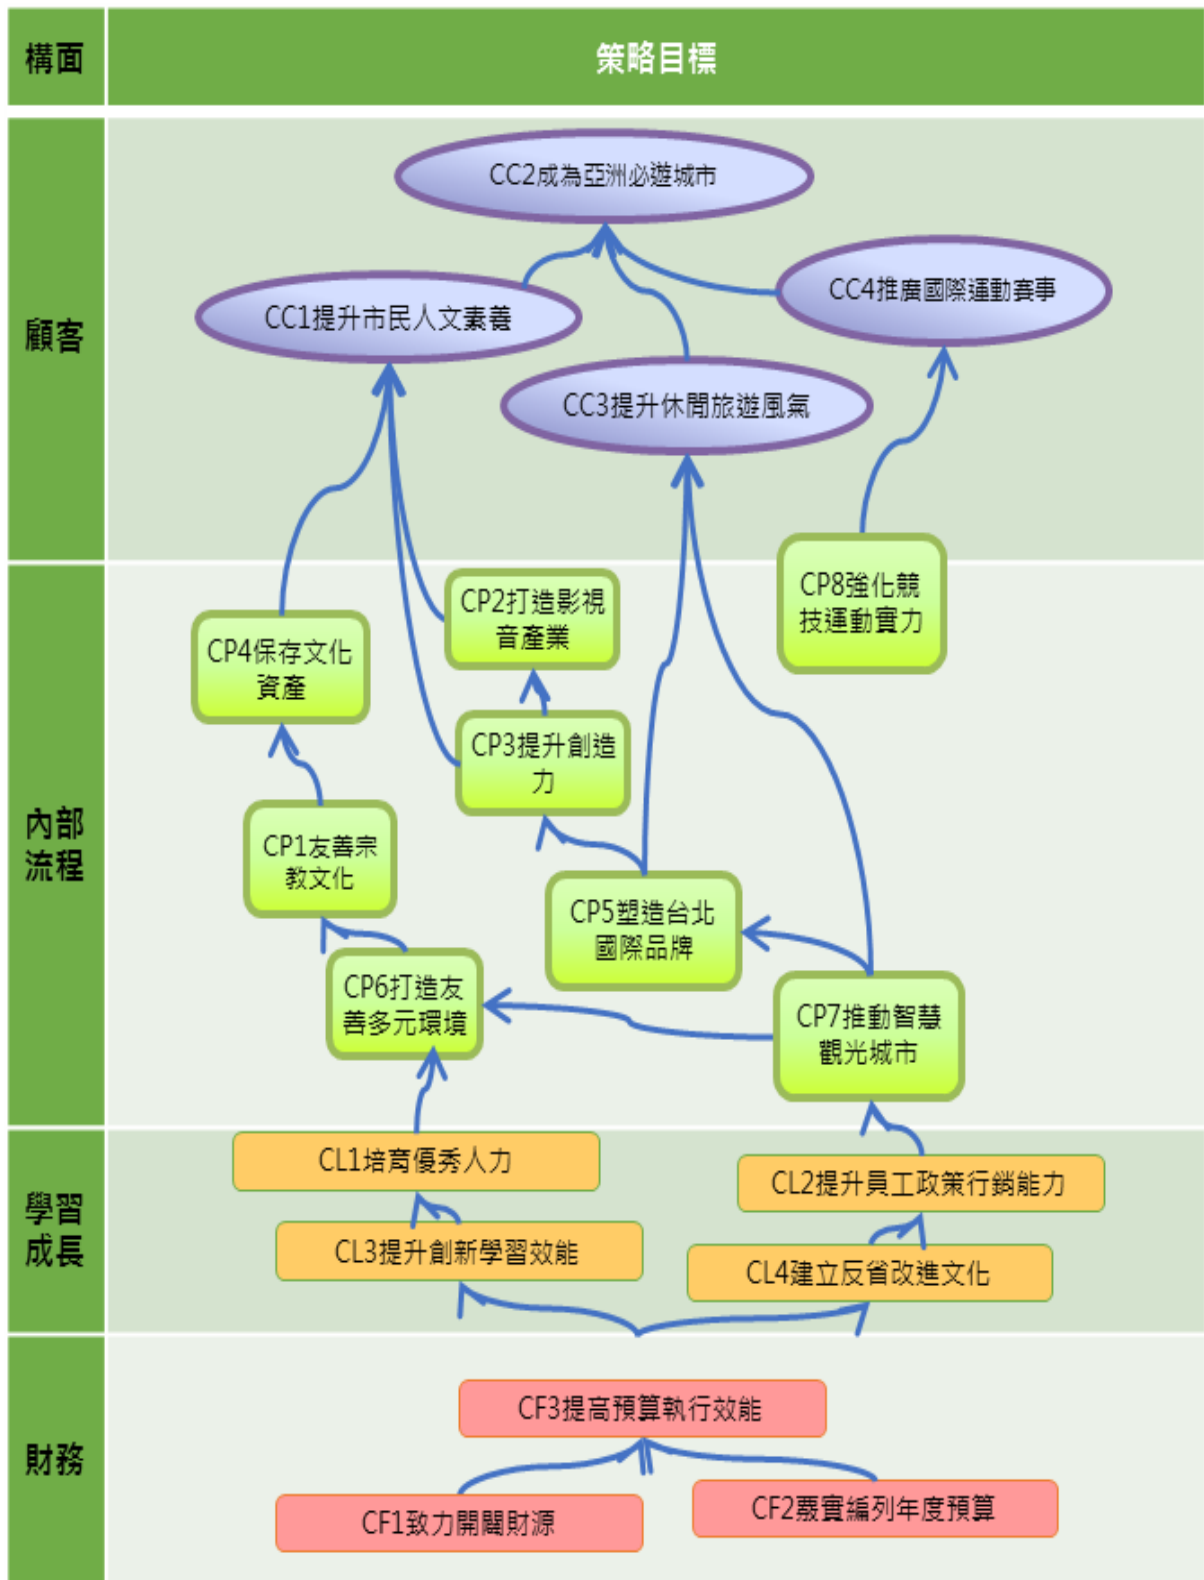 構面
策略目標
顧客
CC2成為亞洲必遊城市
CC4推廣國際運動賽事
CC1提升市民人文素養
CC3提升休閒旅遊風氣
內部
流程
CP8強化競
技運動實力
CP2打造影視
音產業
CP4保存文化
資產
CP3提升創造
力
CP1友善宗
教文化
CP5塑造台北
國際品牌
CP6打造友
善多元環境
CP7推動智慧
觀光城市
學習
成長
CL1培育優秀人力
CL2提升員工政策行銷能力
CL3提升創新學習效能
CL4建立反省改進文化
財務
CF3提高預算執行效能
CF1致力開闢財源
CF2覈實編列年度預算